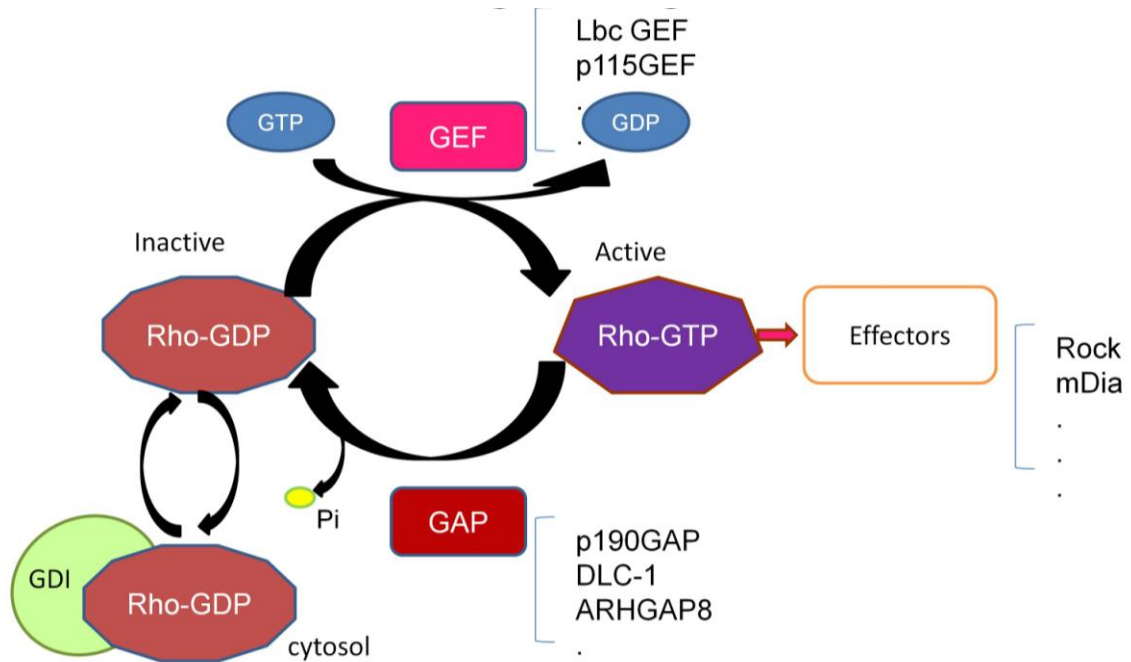 Lbc GEF
p115GEF
.
.
GTP
GEF
GDP
Inactive
Active
Rho-GDP
Rho-GTP
Effectors
Rock
mDia
.
.
.
Pi
GAP
p190GAP
DLC-1
ARHGAP8
.
GDI
Rho-GDP
cytosol